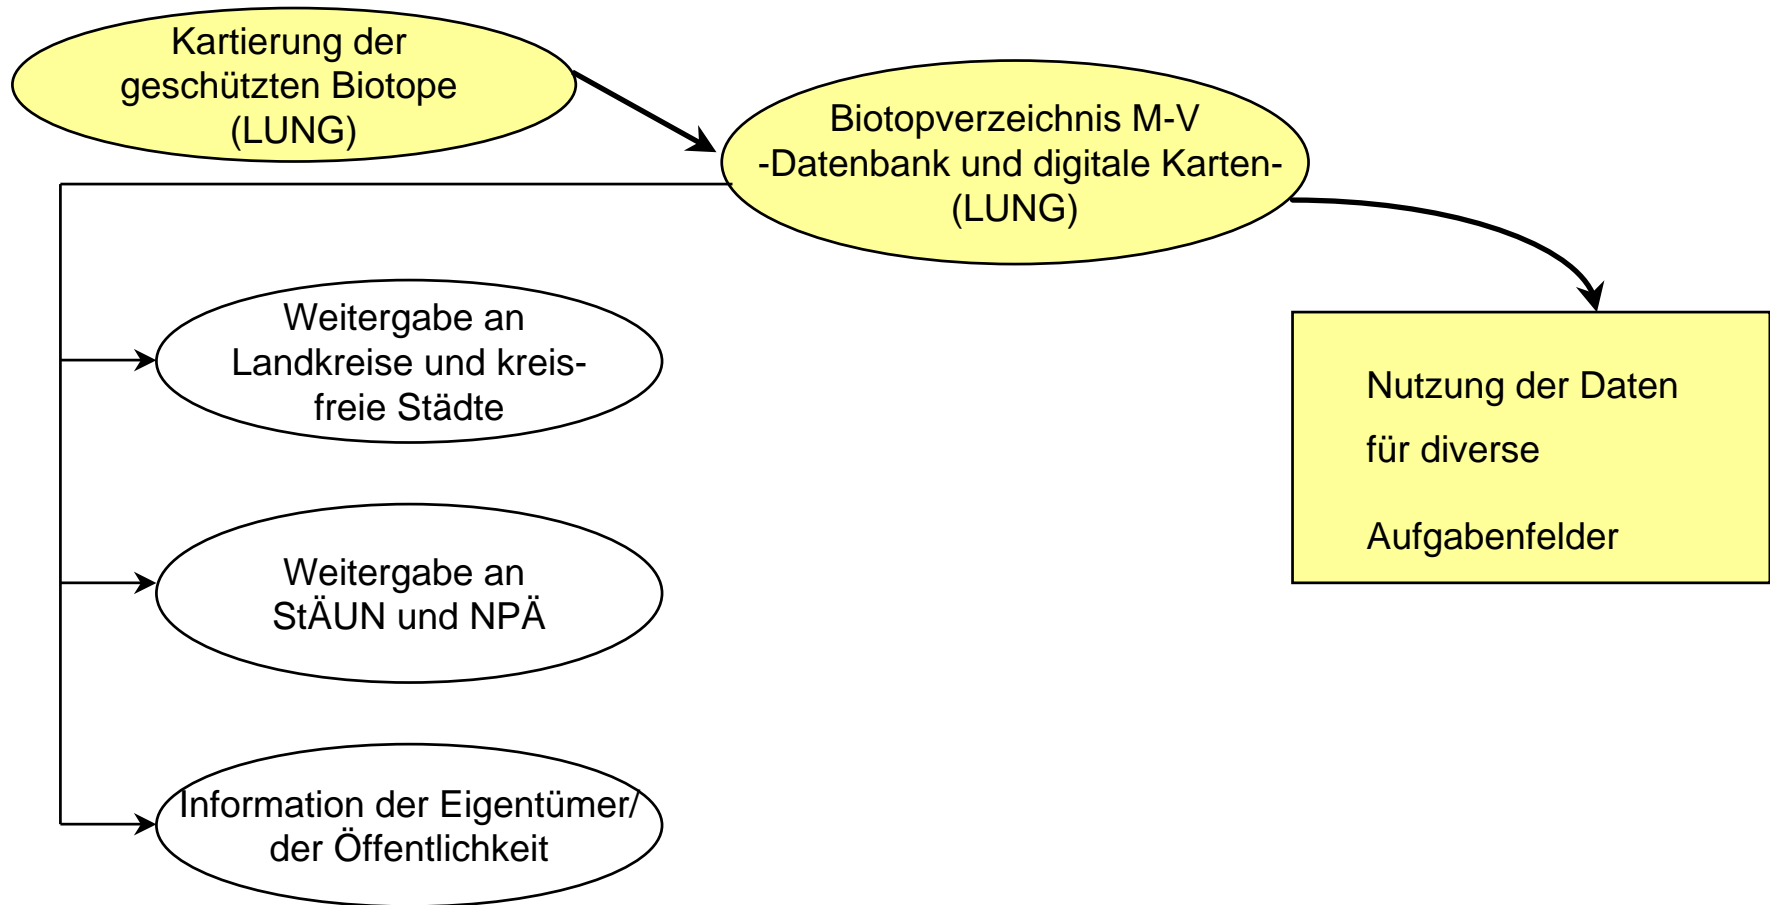 Kartierung der
geschützten Biotope
(LUNG)
Biotopverzeichnis M-V
-Datenbank und digitale Karten-
(LUNG)
Weitergabe an
Landkreise und kreis-
freie Städte
Nutzung der Daten
für diverse
Aufgabenfelder
Weitergabe an
StÄUN und NPÄ
Information der Eigentümer/
der Öffentlichkeit